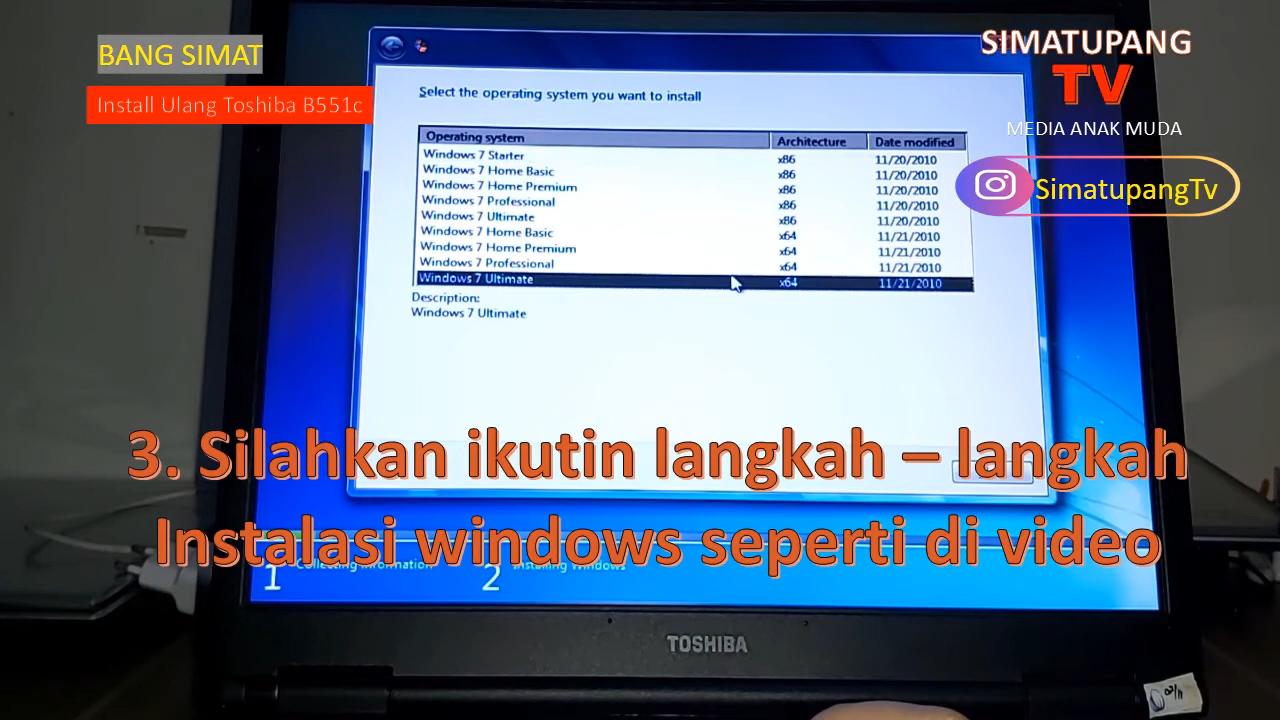 BANG SIMAT
Install Ulang Toshiba B551c
SIMATUPANG
TV
MEDIA ANAK MUDA
SimatupangTv
Select the operating system you want to install
Operating system Architecture Date modified
Windows 7 Starter x86 11/20/2010
Windows 7 Home Basic x86 11/20/2010
Windows 7 Home Premium x86 11/20/2010
Windows 7 Professional x86 11/20/2010
Windows 7 Ultimate x86 11/20/2010
Windows 7 Home Basic x64 11/21/2010
Windows 7 Home Premium x64 11/21/2010
Windows 7 Professional x64 11/21/2010
Windows 7 Ultimate x64 11/21/2010
Description:
Windows 7 Ultimate
3. Silahkan ikutin langkah – langkah
Instalasi windows seperti di video
1 Collecting information 2 Installing Windows
TOSHIBA